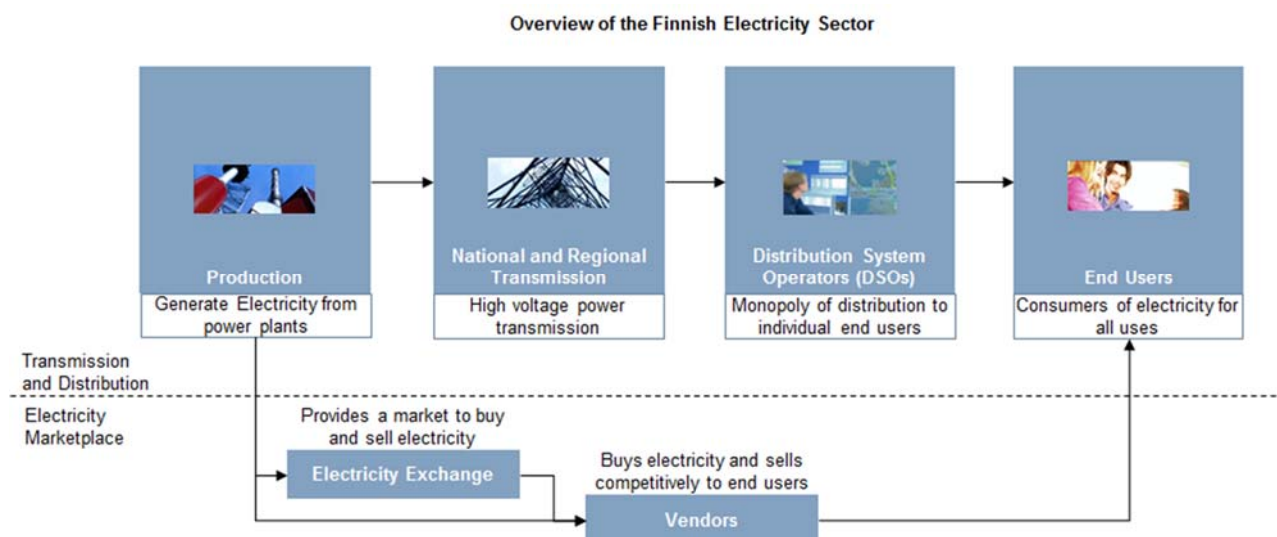 Overview of the Finnish Electricity Sector
Production
Generate Electricity from
power plants
National and Regional
Transmission
High voltage power
transmission
Distribution System
Operators (DSOs)
Monopoly of distribution to
individual end users
End Users
Consumers of electricity for
all uses
Transmission
and Distribution
Electricity
Marketplace
Provides a market to buy
and sell electricity
Electricity Exchange
Buys electricity and sells
competitively to end users
Vendors